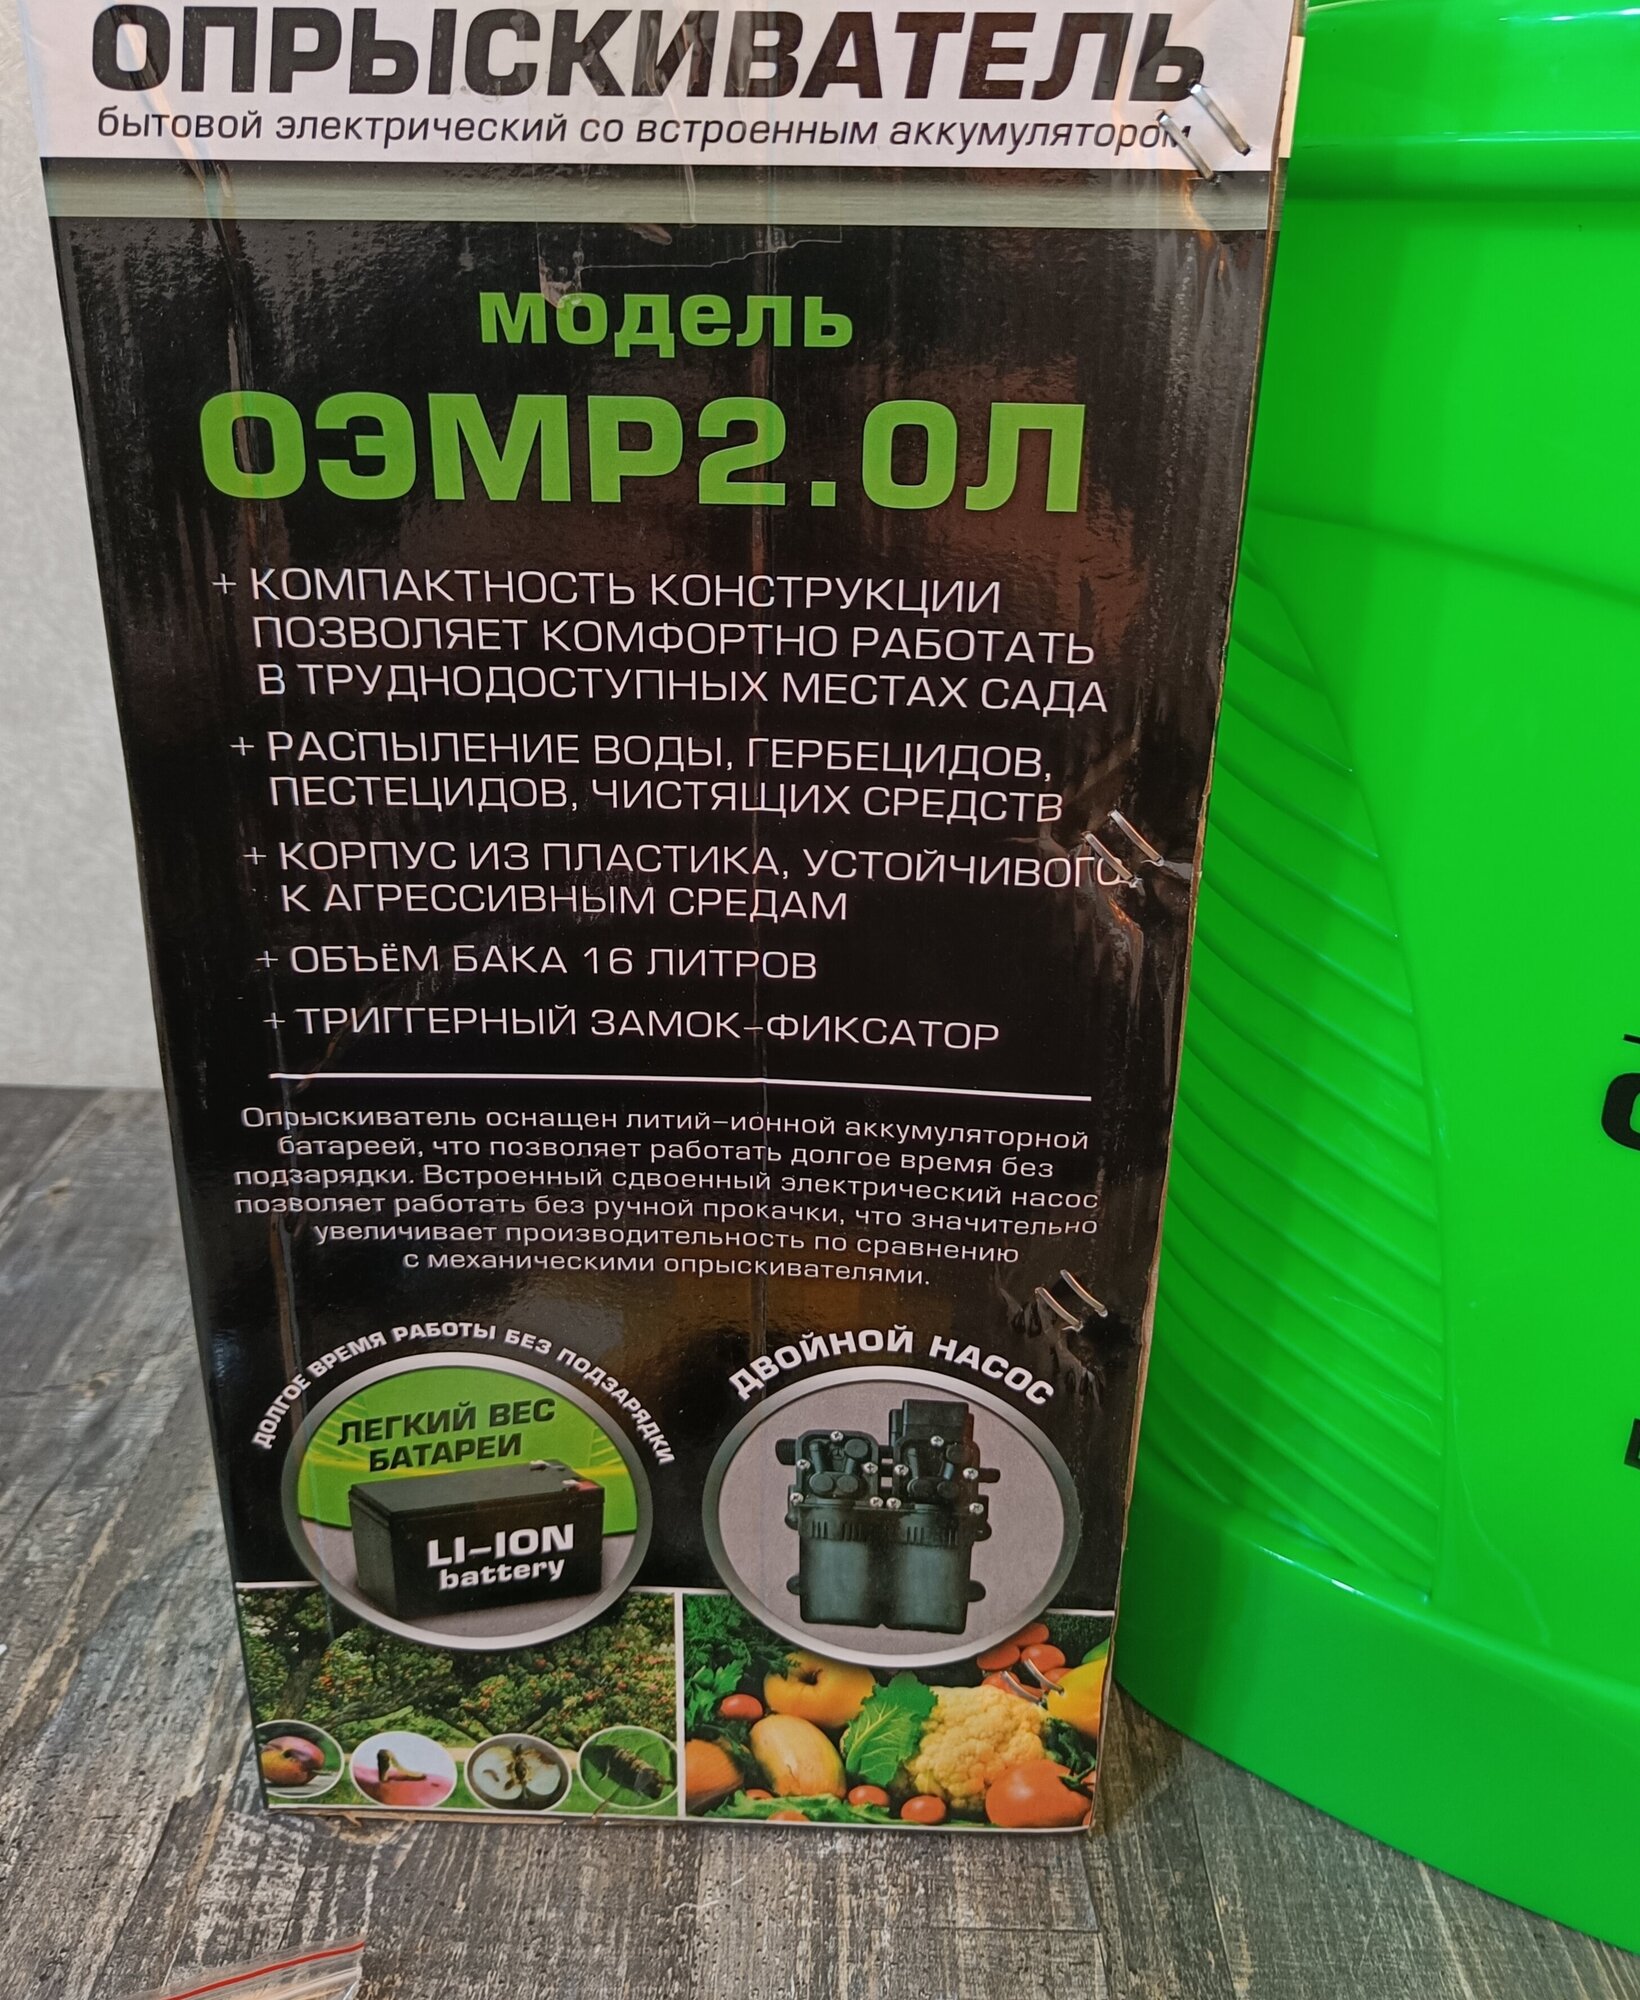 ОПРЫСКИВАТЕЛЬ
бытовой электрический со встроенным аккумулятором
модель
ОЭМР2.0Л
+ КОМПАКТНОСТЬ КОНСТРУКЦИИ
ПОЗВОЛЯЕТ КОМФОРТНО РАБОТАТЬ
В ТРУДНОДОСТУПНЫХ МЕСТАХ САДА
+ РАСПЫЛЕНИЕ ВОДЫ, ГЕРБЕЦИДОВ,
ПЕСТЕЦИДОВ, ЧИСТЯЩИХ СРЕДСТВ
+ КОРПУС ИЗ ПЛАСТИКА, УСТОЙЧИВОГО
К АГРЕССИВНЫМ СРЕДАМ
+ ОБЪЁМ БАКА 16 ЛИТРОВ
+ ТРИГГЕРНЫЙ ЗАМОК-ФИКСАТОР
Опрыскиватель оснащен литий-ионной аккумуляторной
батареей, что позволяет работать долгое время без
подзарядки. Встроенный сдвоенный электрический насос
позволяет работать без ручной прокачки, что значительно
увеличивает производительность по сравнению
с механическими опрыскивателями.
ДОЛГОЕ ВРЕМЯ РАБОТЫ БЕЗ ПОДЗАРЯДКИ
ЛЕГКИЙ ВЕС
БАТАРЕИ
LI-ION
battery
ДВОЙНОЙ НАСОС